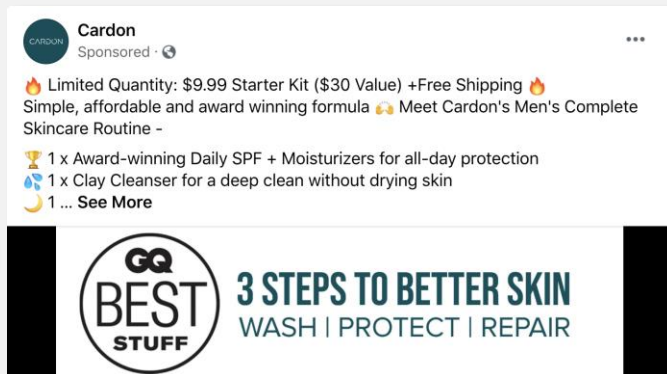 CARDON
Cardon
Sponsored ·
🔥 Limited Quantity: $9.99 Starter Kit ($30 Value) +Free Shipping 🔥
Simple, affordable and award winning formula 🙌 Meet Cardon's Men's Complete
Skincare Routine -
🏆 1 x Award-winning Daily SPF + Moisturizers for all-day protection
💦 1 x Clay Cleanser for a deep clean without drying skin
🌙 1 ... See More
GQ
BEST
STUFF
3 STEPS TO BETTER SKIN
WASH | PROTECT | REPAIR